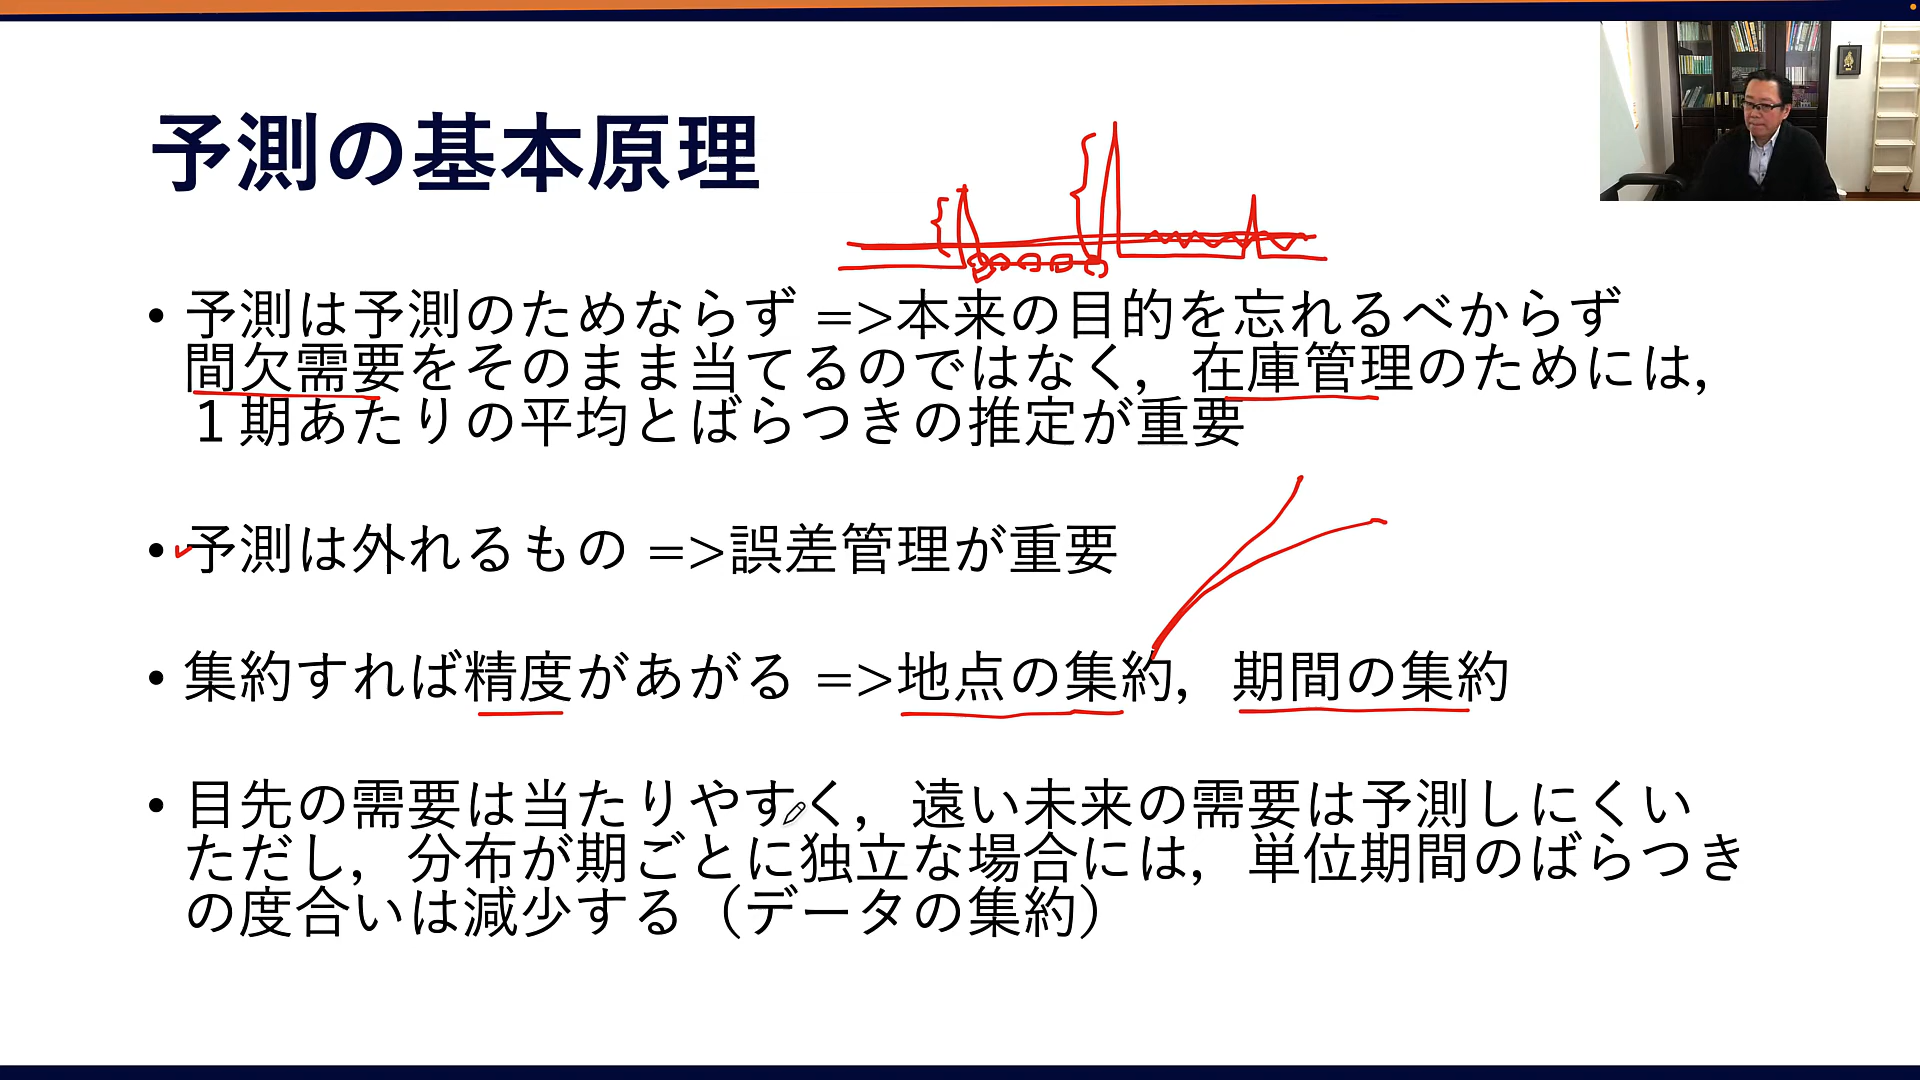 予測の基本原理
• 予測は予測のためならず =>本来の目的を忘れるべからず
間欠需要をそのまま当てるのではなく，在庫管理のためには，
１期あたりの平均とばらつきの推定が重要
• 予測は外れるもの =>誤差管理が重要
• 集約すれば精度があがる =>地点の集約，期間の集約
• 目先の需要は当たりやすく，遠い未来の需要は予測しにくい
ただし，分布が期ごとに独立な場合には，単位期間のばらつき
の度合いは減少する（データの集約）